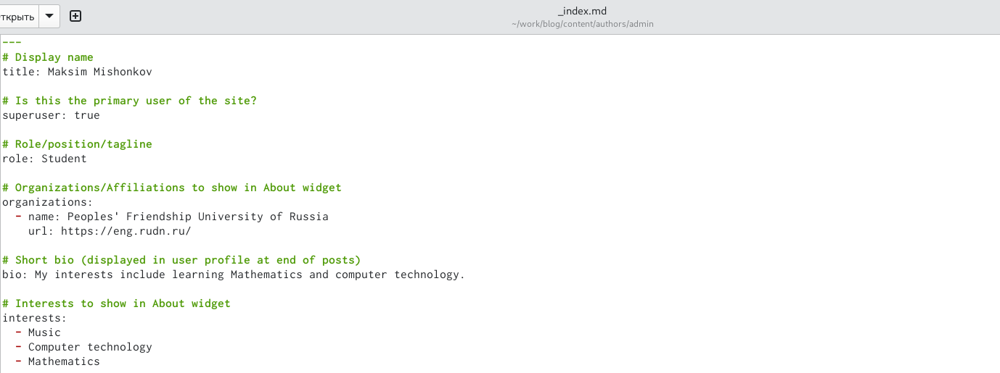 ткрыть
_index.md
~/work/blog/content/authors/admin
---
# Display name
title: Maksim Mishonkov
# Is this the primary user of the site?
superuser: true
# Role/position/tagline
role: Student
# Organizations/Affiliations to show in About widget
organizations:
  - name: Peoples' Friendship University of Russia
    url: https://eng.rudn.ru/
# Short bio (displayed in user profile at end of posts)
bio: My interests include learning Mathematics and computer technology.
# Interests to show in About widget
interests:
  - Music
  - Computer technology
  - Mathematics